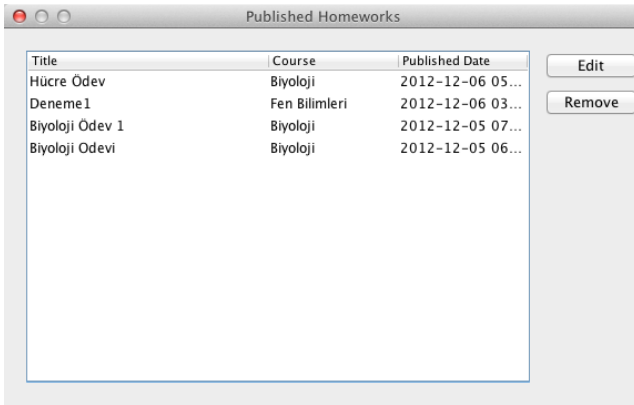 Published Homeworks
Title Course Published Date
Hücre Ödev Biyoloji 2012-12-06 05...
Deneme1 Fen Bilimleri 2012-12-06 03...
Biyoloji Ödev 1 Biyoloji 2012-12-05 07...
Biyoloji Odevi Biyoloji 2012-12-05 06...
Edit
Remove